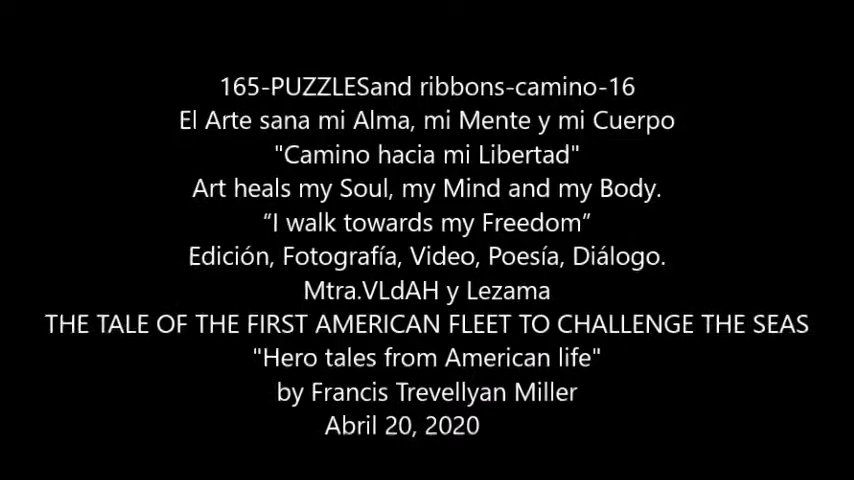 165-PUZZLESand ribbons-camino-16
El Arte sana mi Alma, mi Mente y mi Cuerpo
"Camino hacia mi Libertad"
Art heals my Soul, my Mind and my Body.
“I walk towards my Freedom”
Edición, Fotografía, Video, Poesía, Diálogo.
Mtra.VLdAH y Lezama
THE TALE OF THE FIRST AMERICAN FLEET TO CHALLENGE THE SEAS
"Hero tales from American life"
by Francis Trevellyan Miller
Abril 20, 2020